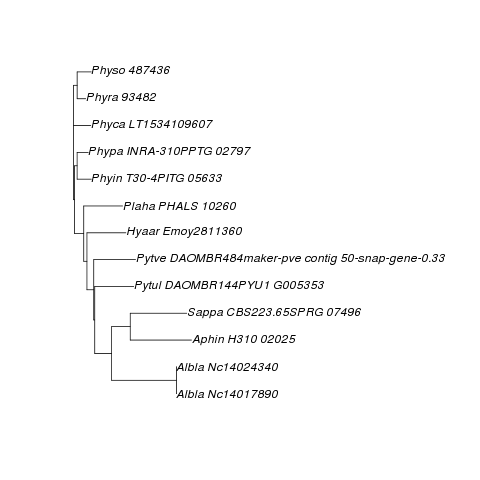 Physo 487436
Phyra 93482
Phyca LT1534109607
Phypa INRA-310PPTG 02797
Phyin T30-4PITG 05633
Plaha PHALS 10260
Hyaar Emoy2811360
Pytve DAOMBR484maker-pve contig 50-snap-gene-0.33
Pytul DAOMBR144PYU1 G005353
Sappa CBS223.65SPRG 07496
Aphin H310 02025
Albla Nc14024340
Albla Nc14017890